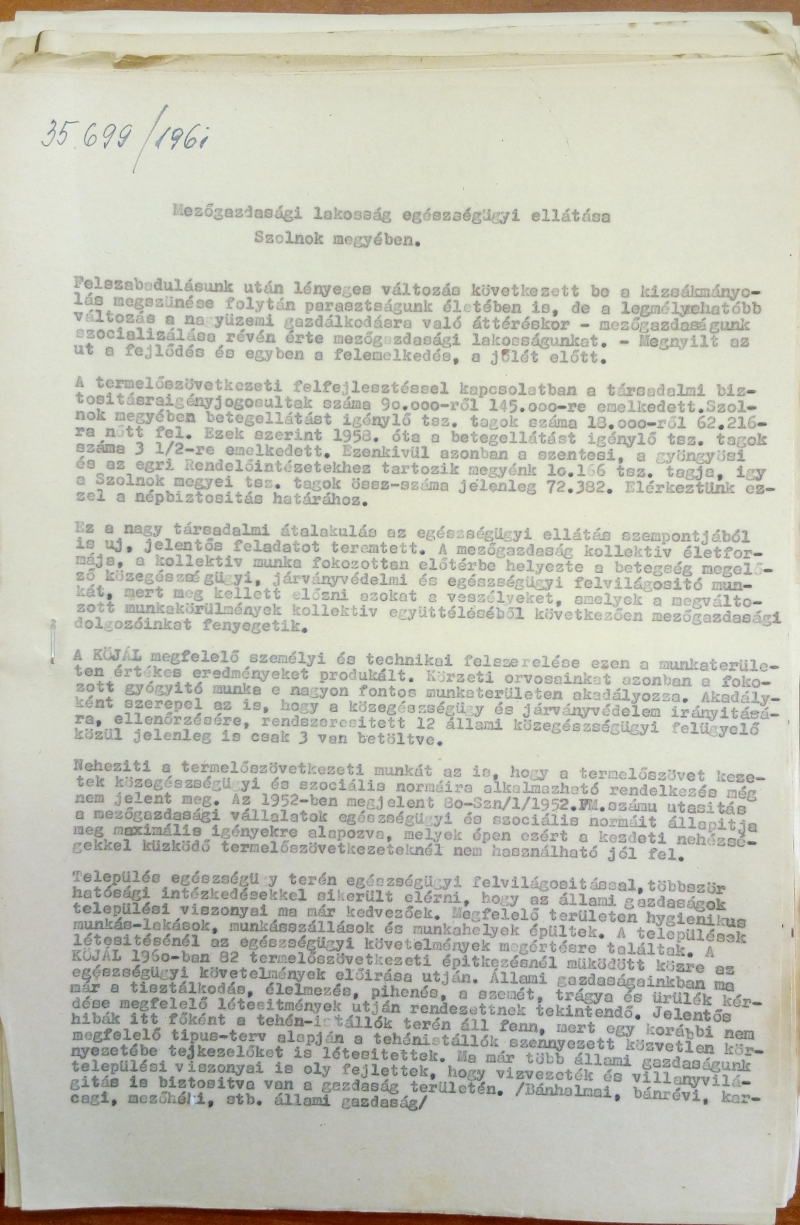 35.699/1961
Mezőgazdasági lakosság egészségügyi ellátása
Szolnok megyében.
Felszabadulásunk után lényeges változás következett be a kizsákmányo-
lás megszünése folytán parasztságunk életében is, de a legmélyrehatóbb
változás a nagyüzemi gazdálkodásra való áttéréskor - mezőgazdaságunk
szocializálása révén érte mezőgazdasági lakosságunkat. - Megnyilt az
ut a fejlődés és egyben a felemelkedés, a jólét előtt.
A termelőszövetkezeti felfejlesztéssel kapcsolatban a társadalmi biz-
tositásraigényjogosultak száma 90.000-ről 145.000-re emelkedett.Szol-
nok megyében betegellátást igénylő tsz. tagok száma 18.000-ről 62.216-
ra nőtt fel. Ezek szerint 1958. óta a betegellátást igénylő tsz. tagok
száma 3 1/2-re emelkedett. Ezenkivül azonban a szentesi, a gyöngyösi
és az egri Rendelőintézetekhez tartozik megyénk lo.166 tsz. tagja, igy
a Szolnok megyei tsz. tagok össz-száma jelenleg 72.382. Elérkeztünk ez-
zel a népbiztositás határához.
Ez a nagy társadalmi átalakulás az egészségügyi ellátás szempontjából
is uj, jelentős feladatot teremtett. A mezőgazdaság kollektiv életfor-
mája, a kollektiv munka fokozottan előtérbe helyezte a betegség megelő-
ző közegészségügyi, járványvédelmi és egészségügyi felvilágositó mun-
kát, mert meg kellett előzni azokat a veszélyeket, amelyek a megválto-
zott munkakörülmények kollektiv együttéléséből következően mezőgazdasági
dolgozóinkat fenyegetik.
A KÖJÁL megfelelő személyi és technikai felszerelése ezen a munkaterüle-
ten értékes eredményeket produkált. Körzeti orvosainkat azonban a foko-
zott gyógyitó munka e nagyon fontos munkaterületen akadályozza. Akadály-
ként szerepel az is, hogy a közegészségügy és járványvédelem irányitásá-
ra, ellenőrzésére, rendszeresitett 12 állami közegészségügyi felügyelő
közül jelenleg is csak 3 van betöltve.
Neheziti a termelőszövetkezeti munkát az is, hogy a termelőszövet keze-
tek közegészségügyi és szociális normáira alkalmazható rendelkezés még
nem jelent meg. Az 1952-ben megjelent 8o-Szn/1/1952.FM.számu utasitás
a mezőgazdasági vállalatok egészségügyi és szociális normáit állapitja
meg maximális igényekre alapozva, melyek épen ezért a kezdeti nehézsé-
gekkel küzködő termelőszövetkezeteknél nem használható jól fel.
Település egészségügy terén egészségügyi felvilágositással,többször
hatósági intézkedésekkel sikerült elérni, hogy az állami gazdaságok
települési viszonyai ma már kedvezőek. Megfelelő területen hygienikus
munkás-lakások, munkásszállások és munkahelyek épültek. A települések
létesitésénél az egészségügyi követelmények megértésre találtak. A
KÖJÁL 196o-ban 82 termelőszövetkezeti épitkezésnél müködött közre az
egészségügyi követelmények előirása utján. Állami gazdaságainkban ma
már a tisztálkodás, élelmezés, pihenés, a szemét, trágya és ürülék kér-
dése megfelelő létesitmények utján rendezettnek tekintendő. Jelentős
hibák itt főként a tehén-istállók terén áll fenn, mert egy korábbi nem
megfelelő tipus-terv alapján a tehénistállók szennyezett közvetlen kör-
nyezetébe tejkezelőket is létesitettek. Ma már több állami gazdaságunk
települési viszonyai is oly fejlettek, hogy vizvezeték és villanyvilá-
gitás is biztositva van a gazdaság területén. /Bánhalmai, bánrévi, kar-
cagi, mezőhéki, stb. állami gazdaság/